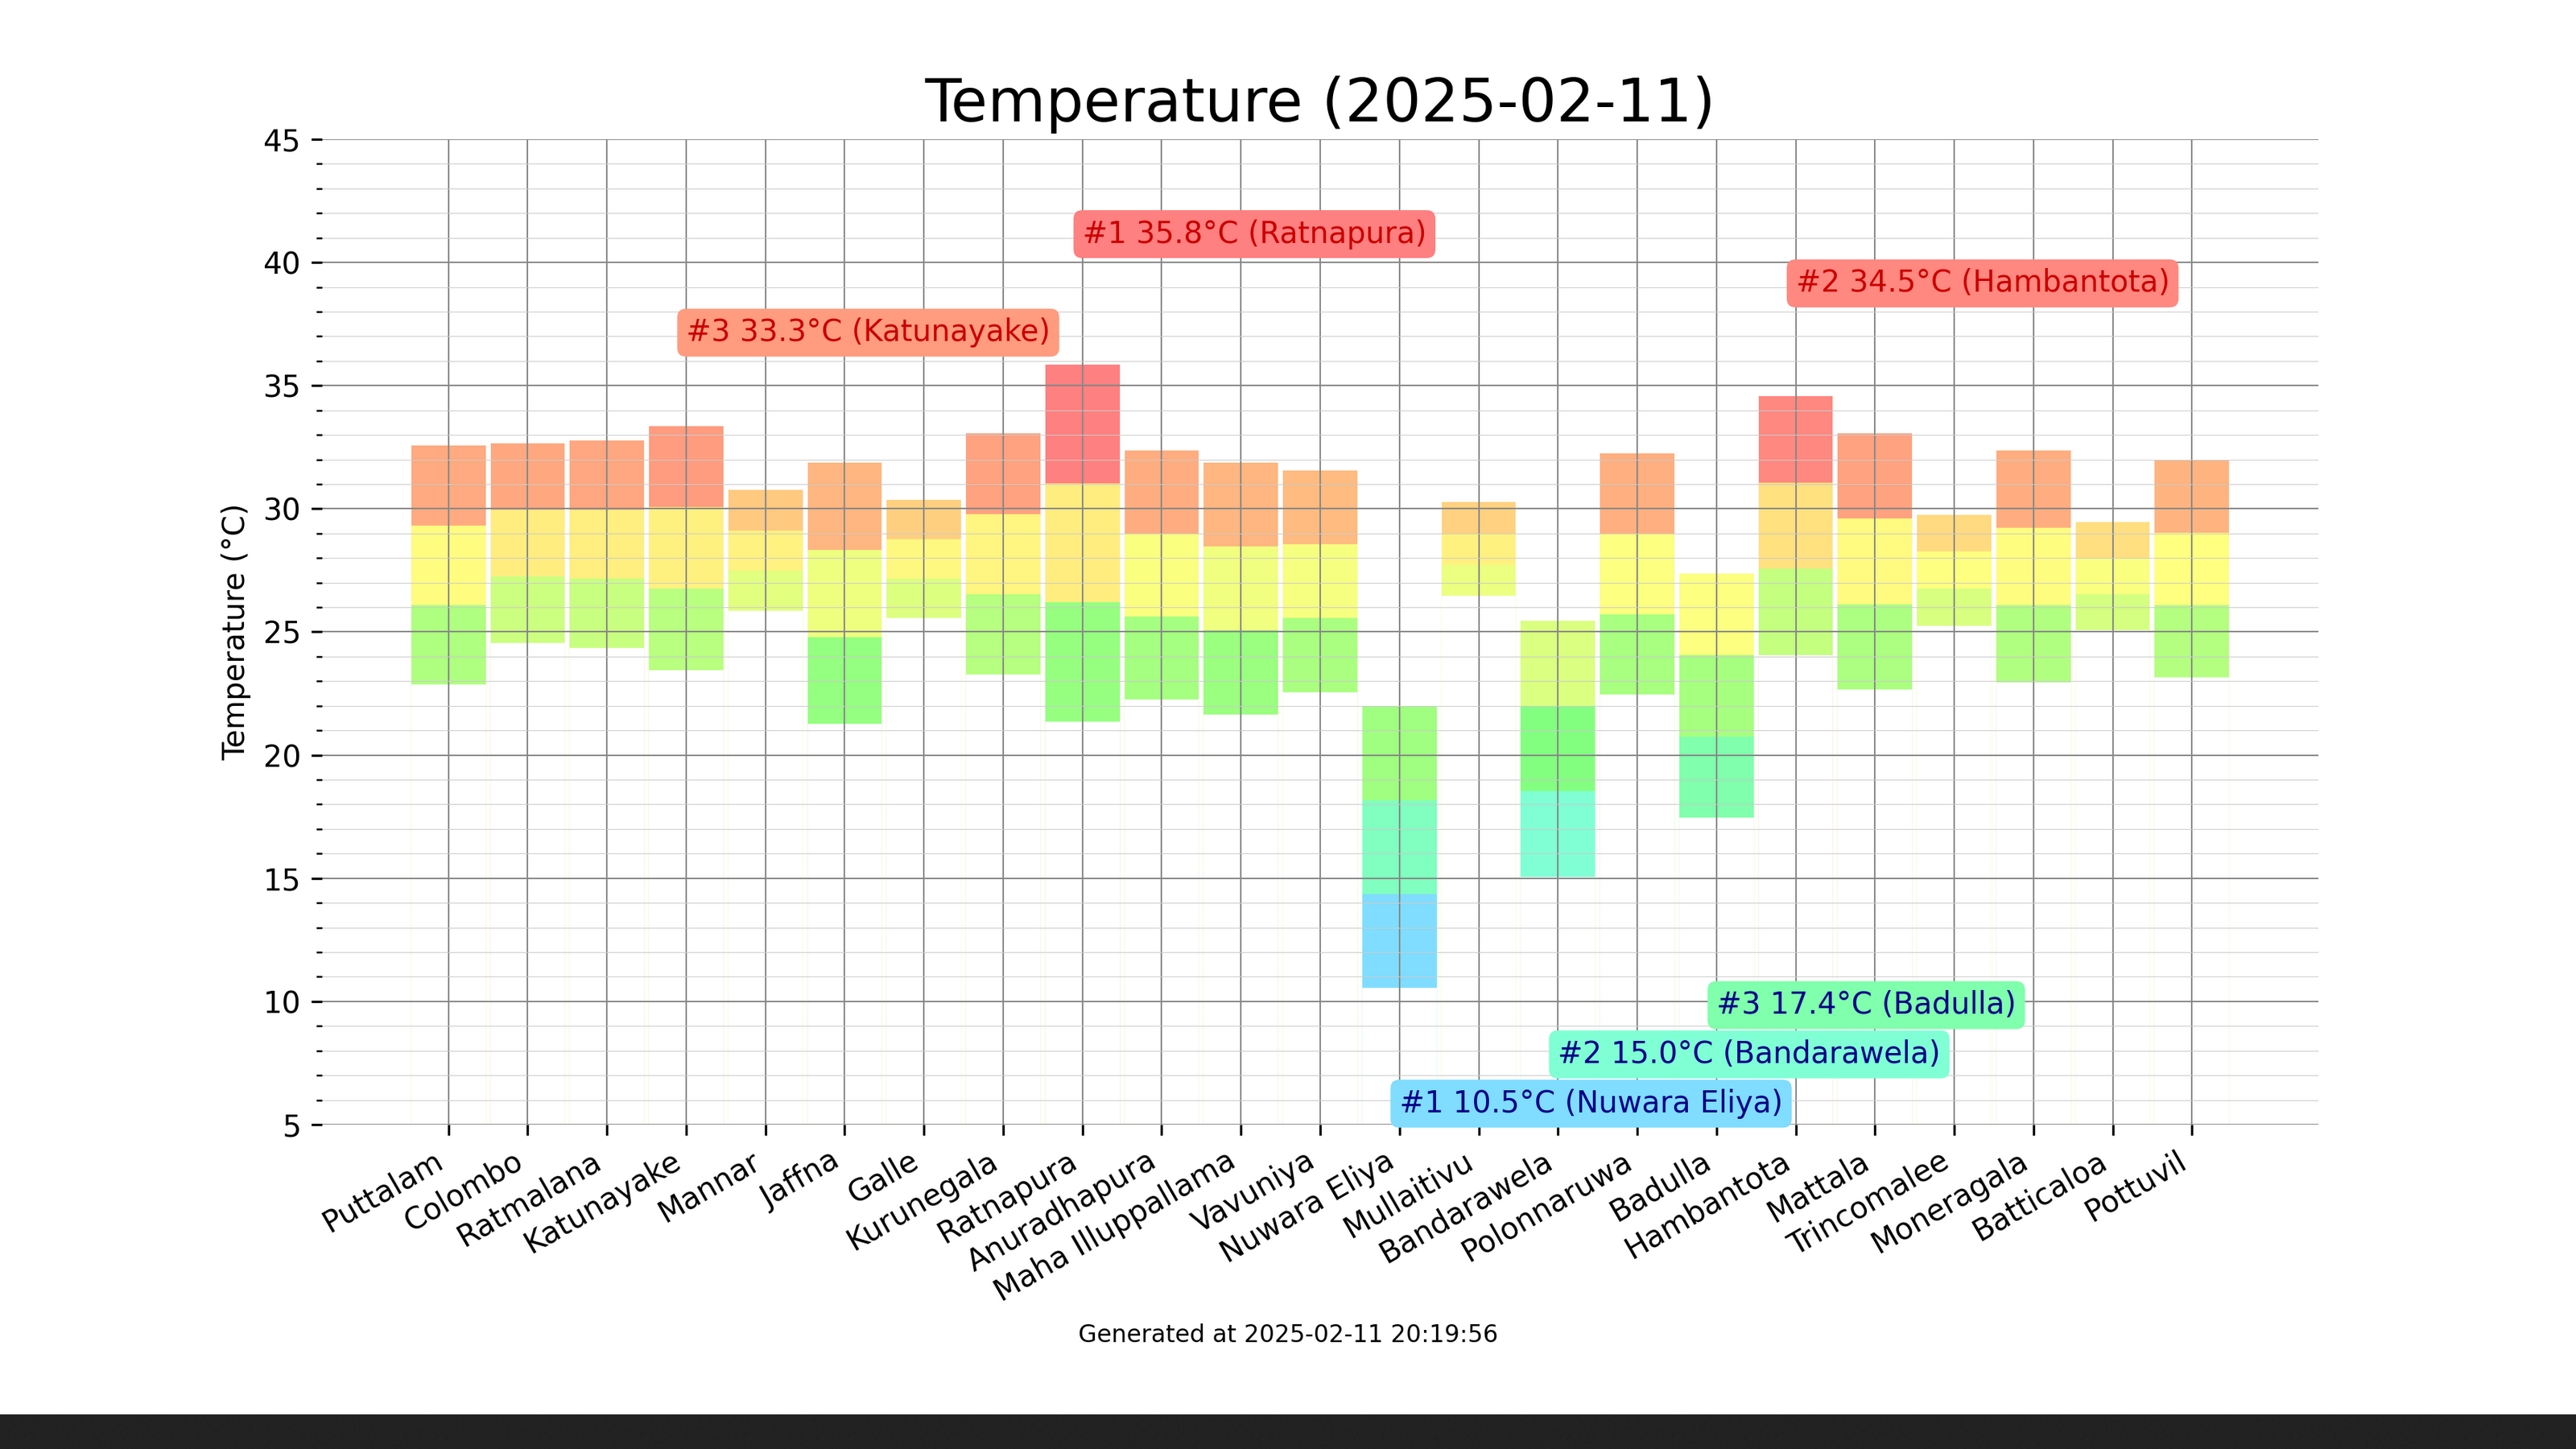 Temperature (2025-02-11)
45
40
35
30
25
20
15
10
5
Temperature (°C)
#1 35.8°C (Ratnapura)
#2 34.5°C (Hambantota)
#3 33.3°C (Katunayake)
#3 17.4°C (Badulla)
#2 15.0°C (Bandarawela)
#1 10.5°C (Nuwara Eliya)
Puttalam
Colombo
Ratmalana
Katunayake
Mannar
Jaffna
Galle
Kurunegala
Ratnapura
Anuradhapura
Maha Illuppallama
Vavuniya
Nuwara Eliya
Mullaitivu
Bandarawela
Polonnaruwa
Badulla
Hambantota
Mattala
Trincomalee
Moneragala
Batticaloa
Pottuvil
Generated at 2025-02-11 20:19:56